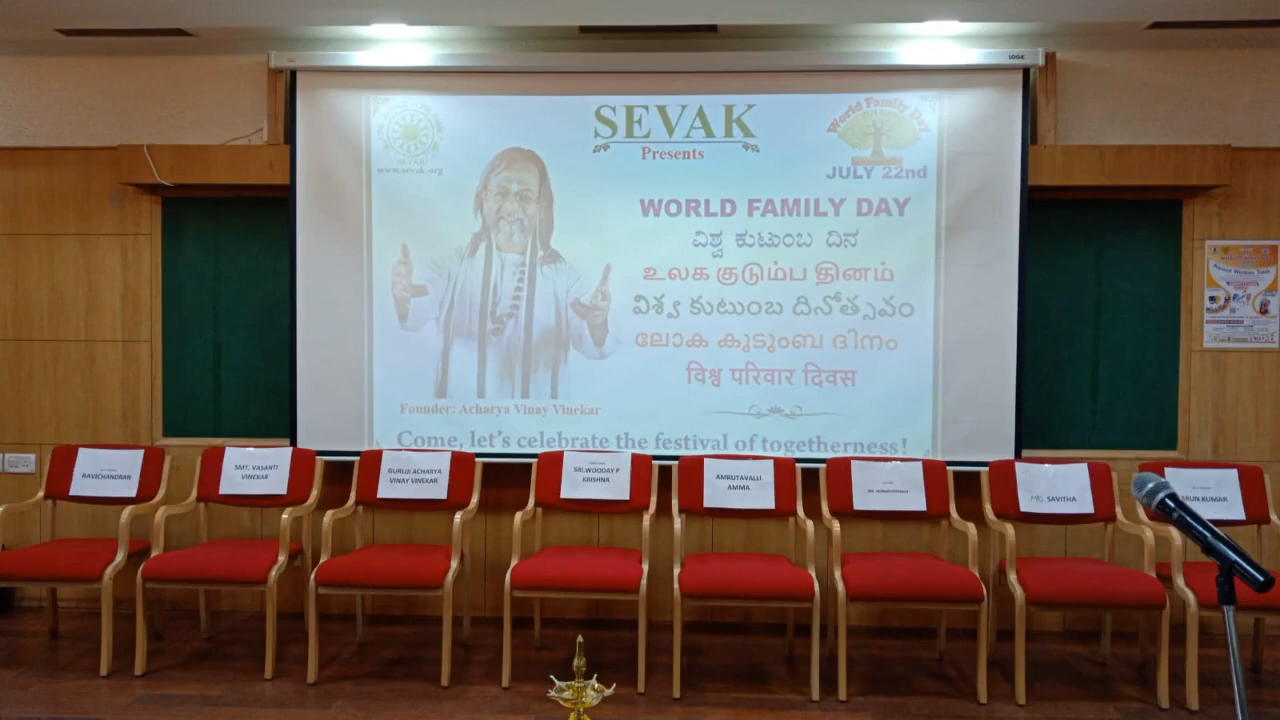 SEVAK
Presents
SEVAK
www.sevak.org
World Family Day
JULY 22nd
WORLD FAMILY DAY
ವಿಶ್ವ ಕುಟುಂಬ ದಿನ
உலக குடும்ப தினம்
విశ్వ కుటుంబ దినోత్సవం
ലോക കുടുംബ ദിനം
विश्व परिवार दिवस
Founder: Acharya Vinay Vinekar
Come, let's celebrate the festival of togetherness!
RAVICHANDRAN
SMT. VASANTI
VINEKAR
GURUJI ACHARYA
VINAY VINEKAR
SRI.WOODAY P
KRISHNA
AMRUTAVALLI
AMMA
MRS. SAVITHA
ARUN KUMAR